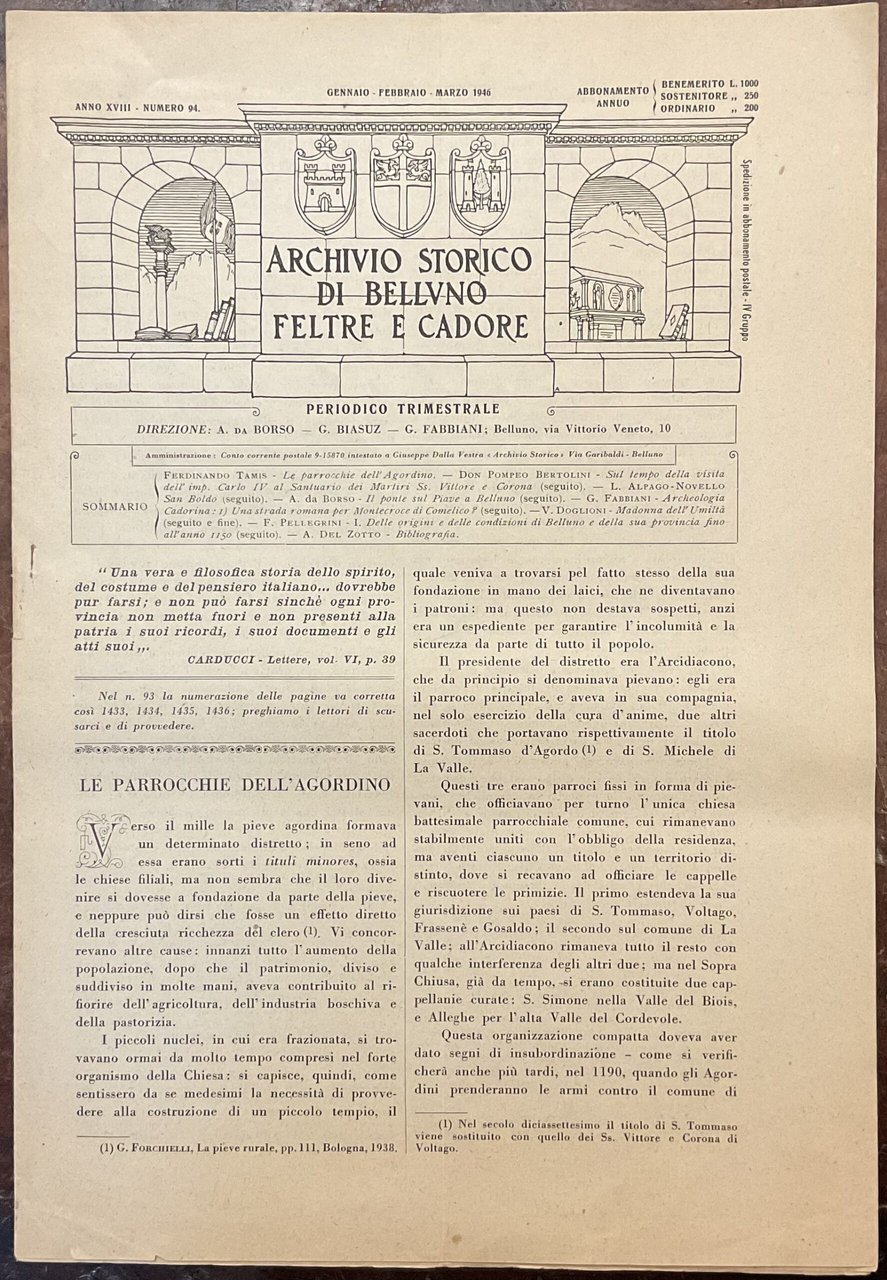 ANNO XVIII - NUMERO 94.
GENNAIO - FEBBRAIO - MARZO 1946
ABBONAMENTO ANNUO
BENEMERITO L. 1000
SOSTENITORE „ 250
ORDINARIO „ 200
Spedizione in abbonamento postale - IV Gruppo
ARCHIVIO STORICO
DI BELLVNO
FELTRE E CADORE
PERIODICO TRIMESTRALE
DIREZIONE: A. DA BORSO — G. BIASUZ — G. FABBIANI; Belluno, via Vittorio Veneto, 10
Amministrazione: Conto corrente postale 9-15870 intestato a Giuseppe Dalla Vestra « Archivio Storico » Via Garibaldi - Belluno
SOMMARIO
FERDINANDO TAMIS - Le parrocchie dell'Agordino. — DON POMPEO BERTOLINI - Sul tempo della visita
dell'imp. Carlo IV al Santuario dei Martiri Ss. Vittore e Corona (seguito). — L. ALPAGO-NOVELLO
San Boldo (seguito). — A. da BORSO - Il ponte sul Piave a Belluno (seguito). — G. FABBIANI - Archeologia
Cadorina: 1) Una strada romana per Montecroce di Comelico? (seguito). — V. DOGLIONI - Madonna dell'Umiltà
(seguito e fine). — F. PELLEGRINI - I. Delle origini e delle condizioni di Belluno e della sua provincia fino
all'anno 1150 (seguito). — A. DEL ZOTTO - Bibliografia.
“ Una vera e filosofica storia dello spirito,
del costume e del pensiero italiano... dovrebbe
pur farsi; e non può farsi sinchè ogni pro-
vincia non metta fuori e non presenti alla
patria i suoi ricordi, i suoi documenti e gli
atti suoi „.
CARDUCCI - Lettere, vol. VI, p. 39
Nel n. 93 la numerazione delle pagine va corretta
così 1433, 1434, 1435, 1436; preghiamo i lettori di scu-
sarci e di provvedere.
LE PARROCCHIE DELL'AGORDINO
Verso il mille la pieve agordina formava
un determinato distretto; in seno ad
essa erano sorti i tituli minores, ossia
le chiese filiali, ma non sembra che il loro dive-
nire si dovesse a fondazione da parte della pieve,
e neppure può dirsi che fosse un effetto diretto
della cresciuta ricchezza del clero (1). Vi concor-
revano altre cause: innanzi tutto l'aumento della
popolazione, dopo che il patrimonio, diviso e
suddiviso in molte mani, aveva contribuito al ri-
fiorire dell'agricoltura, dell'industria boschiva e
della pastorizia.
I piccoli nuclei, in cui era frazionata, si tro-
vavano ormai da molto tempo compresi nel forte
organismo della Chiesa: si capisce, quindi, come
sentissero da se medesimi la necessità di provve-
dere alla costruzione di un piccolo tempio, il
(1) G. FORCHIELLI, La pieve rurale, pp. 111, Bologna, 1938.
quale veniva a trovarsi pel fatto stesso della sua
fondazione in mano dei laici, che ne diventavano
i patroni: ma questo non destava sospetti, anzi
era un espediente per garantire l'incolumità e la
sicurezza da parte di tutto il popolo.
Il presidente del distretto era l'Arcidiacono,
che da principio si denominava pievano: egli era
il parroco principale, e aveva in sua compagnia,
nel solo esercizio della cura d'anime, due altri
sacerdoti che portavano rispettivamente il titolo
di S. Tommaso d'Agordo (1) e di S. Michele di
La Valle.
Questi tre erano parroci fissi in forma di pie-
vani, che officiavano per turno l'unica chiesa
battesimale parrocchiale comune, cui rimanevano
stabilmente uniti con l'obbligo della residenza,
ma aventi ciascuno un titolo e un territorio di-
stinto, dove si recavano ad officiare le cappelle
e riscuotere le primizie. Il primo estendeva la sua
giurisdizione sui paesi di S. Tommaso, Voltago,
Frassenè e Gosaldo; il secondo sul comune di La
Valle; all'Arcidiacono rimaneva tutto il resto con
qualche interferenza degli altri due; ma nel Sopra
Chiusa, già da tempo, si erano costituite due cap-
pellanie curate: S. Simone nella Valle del Biois,
e Alleghe per l'alta Valle del Cordevole.
Questa organizzazione compatta doveva aver
dato segni di insubordinazione - come si verifi-
cherà anche più tardi, nel 1190, quando gli Agor-
dini prenderanno le armi contro il comune di
(1) Nel secolo diciassettesimo il titolo di S. Tommaso
viene sostituito con quello dei Ss. Vittore e Corona di
Voltago.